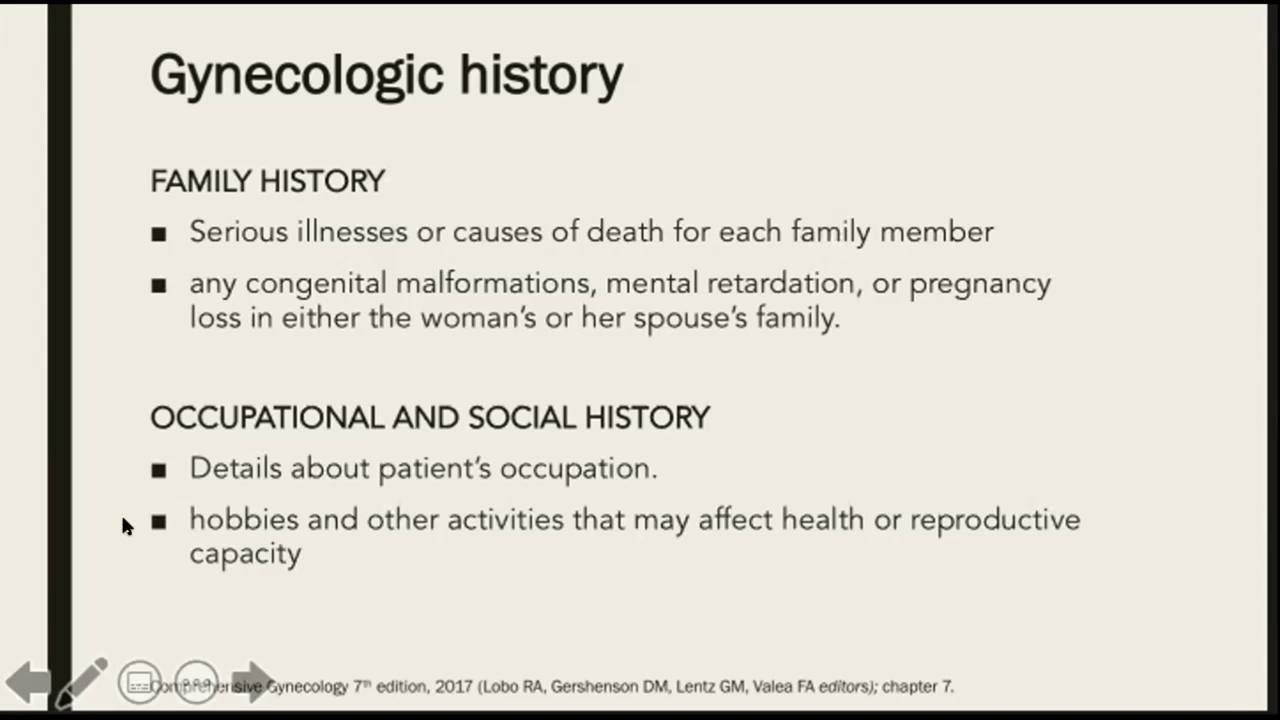 Gynecologic history
FAMILY HISTORY
■ Serious illnesses or causes of death for each family member
■ any congenital malformations, mental retardation, or pregnancy
loss in either the woman's or her spouse's family.
OCCUPATIONAL AND SOCIAL HISTORY
■ Details about patient's occupation.
■ hobbies and other activities that may affect health or reproductive
capacity
Comprehensive Gynecology 7th edition, 2017 (Lobo RA, Gershenson DM, Lentz GM, Valea FA editors); chapter 7.